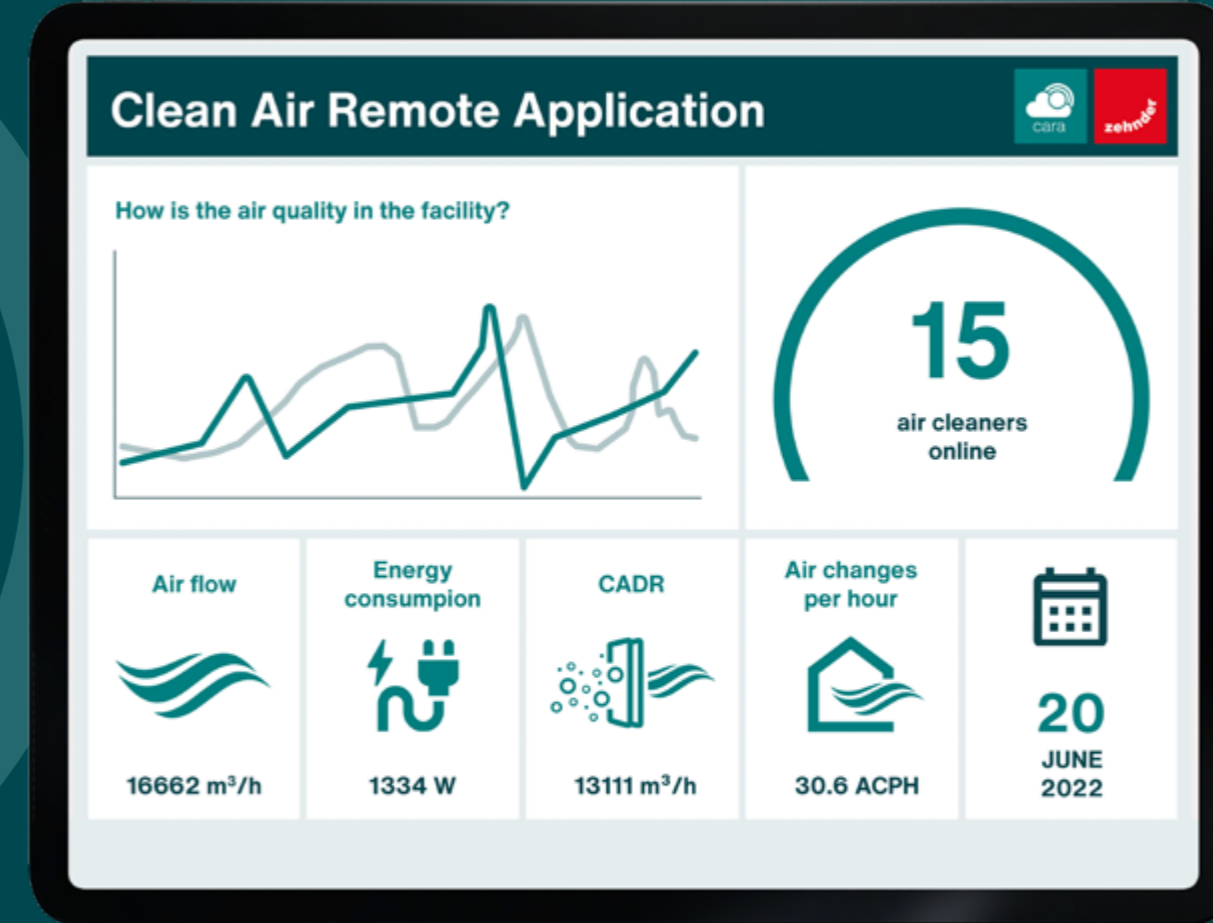 Clean Air Remote Application
cara
zehnder
How is the air quality in the facility?
15
air cleaners
online
Air flow
16662 m³/h
Energy
consumpion
1334 W
CADR
13111 m³/h
Air changes
per hour
30.6 ACPH
20
JUNE
2022